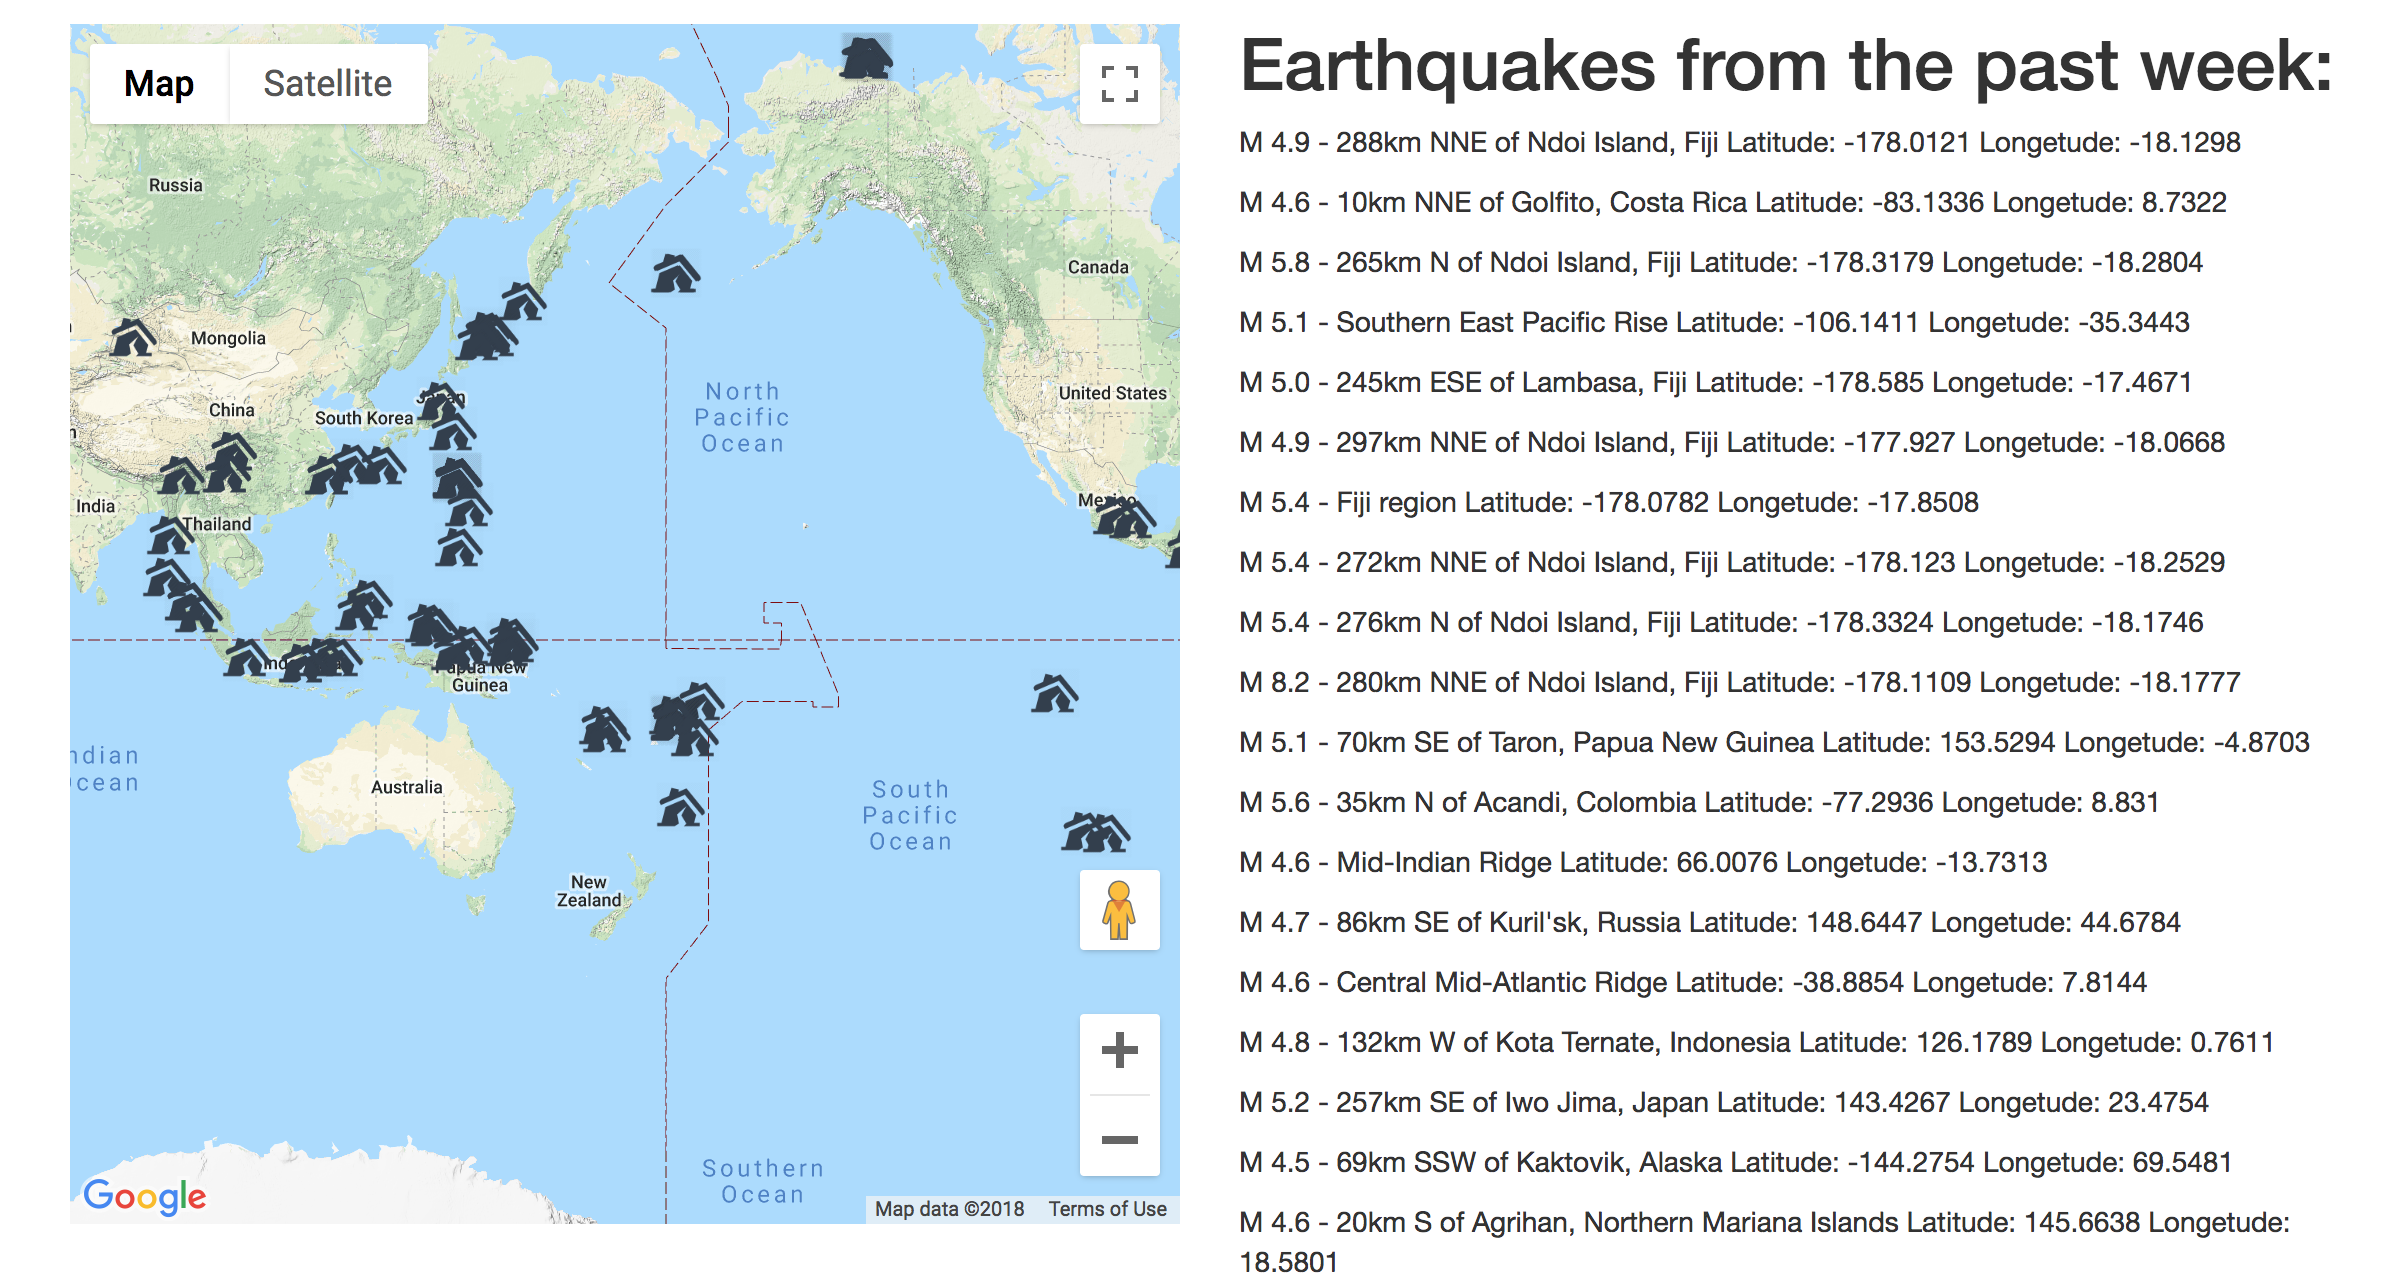 Map
Satellite
Russia
Canada
Mongolia
North
Pacific
Ocean
United States
China
South Korea
India
Thailand
Papua New
Guinea
ndian
cean
Australia
South
Pacific
Ocean
New
Zealand
Southern
Ocean
Google
Map data ©2018
Terms of Use
Earthquakes from the past week:
M 4.9 - 288km NNE of Ndoi Island, Fiji Latitude: -178.0121 Longetude: -18.1298
M 4.6 - 10km NNE of Golfito, Costa Rica Latitude: -83.1336 Longetude: 8.7322
M 5.8 - 265km N of Ndoi Island, Fiji Latitude: -178.3179 Longetude: -18.2804
M 5.1 - Southern East Pacific Rise Latitude: -106.1411 Longetude: -35.3443
M 5.0 - 245km ESE of Lambasa, Fiji Latitude: -178.585 Longetude: -17.4671
M 4.9 - 297km NNE of Ndoi Island, Fiji Latitude: -177.927 Longetude: -18.0668
M 5.4 - Fiji region Latitude: -178.0782 Longetude: -17.8508
M 5.4 - 272km NNE of Ndoi Island, Fiji Latitude: -178.123 Longetude: -18.2529
M 5.4 - 276km N of Ndoi Island, Fiji Latitude: -178.3324 Longetude: -18.1746
M 8.2 - 280km NNE of Ndoi Island, Fiji Latitude: -178.1109 Longetude: -18.1777
M 5.1 - 70km SE of Taron, Papua New Guinea Latitude: 153.5294 Longetude: -4.8703
M 5.6 - 35km N of Acandi, Colombia Latitude: -77.2936 Longetude: 8.831
M 4.6 - Mid-Indian Ridge Latitude: 66.0076 Longetude: -13.7313
M 4.7 - 86km SE of Kuril'sk, Russia Latitude: 148.6447 Longetude: 44.6784
M 4.6 - Central Mid-Atlantic Ridge Latitude: -38.8854 Longetude: 7.8144
M 4.8 - 132km W of Kota Ternate, Indonesia Latitude: 126.1789 Longetude: 0.7611
M 5.2 - 257km SE of Iwo Jima, Japan Latitude: 143.4267 Longetude: 23.4754
M 4.5 - 69km SSW of Kaktovik, Alaska Latitude: -144.2754 Longetude: 69.5481
M 4.6 - 20km S of Agrihan, Northern Mariana Islands Latitude: 145.6638 Longetude:
18.5801